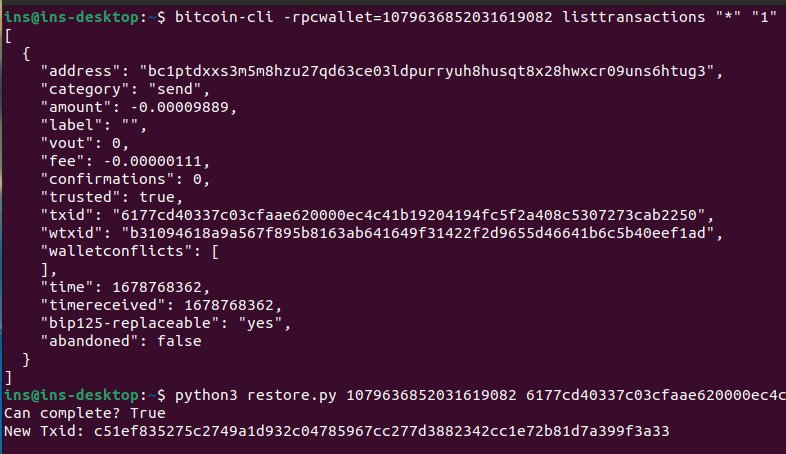 ins@ins-desktop:~$ bitcoin-cli -rpcwallet=1079636852031619082 listtransactions "*" "1"
[
  {
    "address": "bc1ptdxxs3m5m8hzu27qd63ce03ldpurryuh8husqt8x28hwxcr09uns6htug3",
    "category": "send",
    "amount": -0.00009889,
    "label": "",
    "vout": 0,
    "fee": -0.00000111,
    "confirmations": 0,
    "trusted": true,
    "txid": "6177cd40337c03cfaae620000ec4c41b19204194fc5f2a408c5307273cab2250",
    "wtxid": "b31094618a9a567f895b8163ab641649f31422f2d9655d46641b6c5b40eef1ad",
    "walletconflicts": [
    ],
    "time": 1678768362,
    "timereceived": 1678768362,
    "bip125-replaceable": "yes",
    "abandoned": false
  }
]
ins@ins-desktop:~$ python3 restore.py 1079636852031619082 6177cd40337c03cfaae620000ec4c
Can complete? True
New Txid: c51ef835275c2749a1d932c04785967cc277d3882342cc1e72b81d7a399f3a33